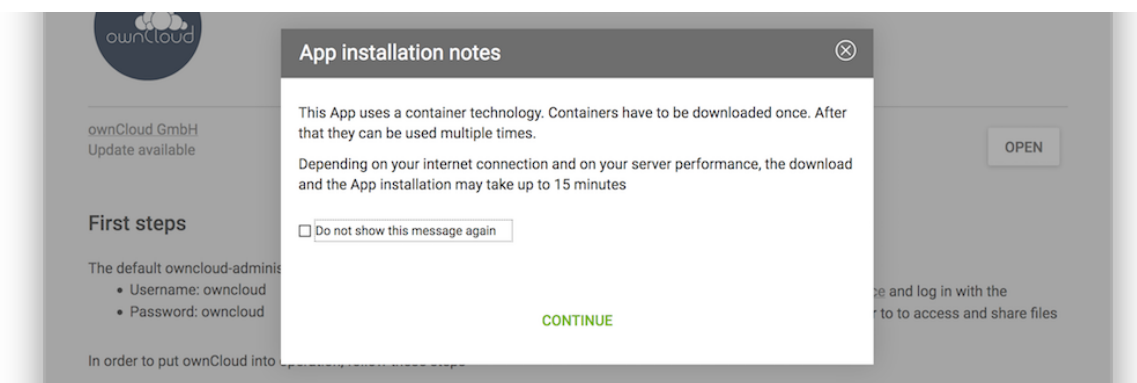 ownCloud
App installation notes
This App uses a container technology. Containers have to be downloaded once. After
that they can be used multiple times.
Depending on your internet connection and on your server performance, the download
and the App installation may take up to 15 minutes
Do not show this message again
CONTINUE
ownCloud GmbH
Update available
OPEN
First steps
The default owncloud-adminis
• Username: owncloud
• Password: owncloud
e and log in with the
r to to access and share files
In order to put ownCloud into